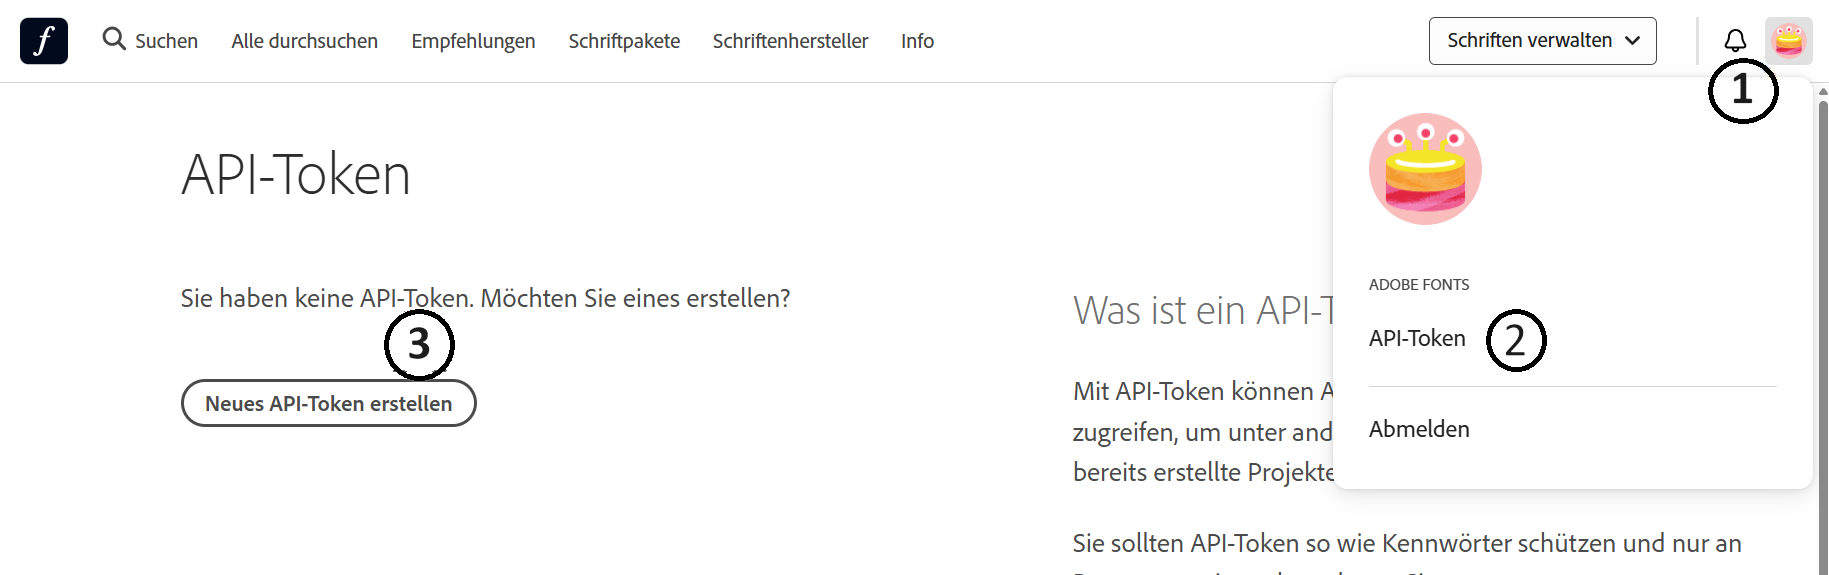 f Suchen Alle durchsuchen Empfehlungen Schriftpakete Schriftenhersteller Info Schriften verwalten
1
API-Token
Sie haben keine API-Token. Möchten Sie eines erstellen?
3
Neues API-Token erstellen
Was ist ein API-T
Mit API-Token können A
zugreifen, um unter and
bereits erstellte Projekte
Sie sollten API-Token so wie Kennwörter schützen und nur an
ADOBE FONTS
API-Token 2
Abmelden